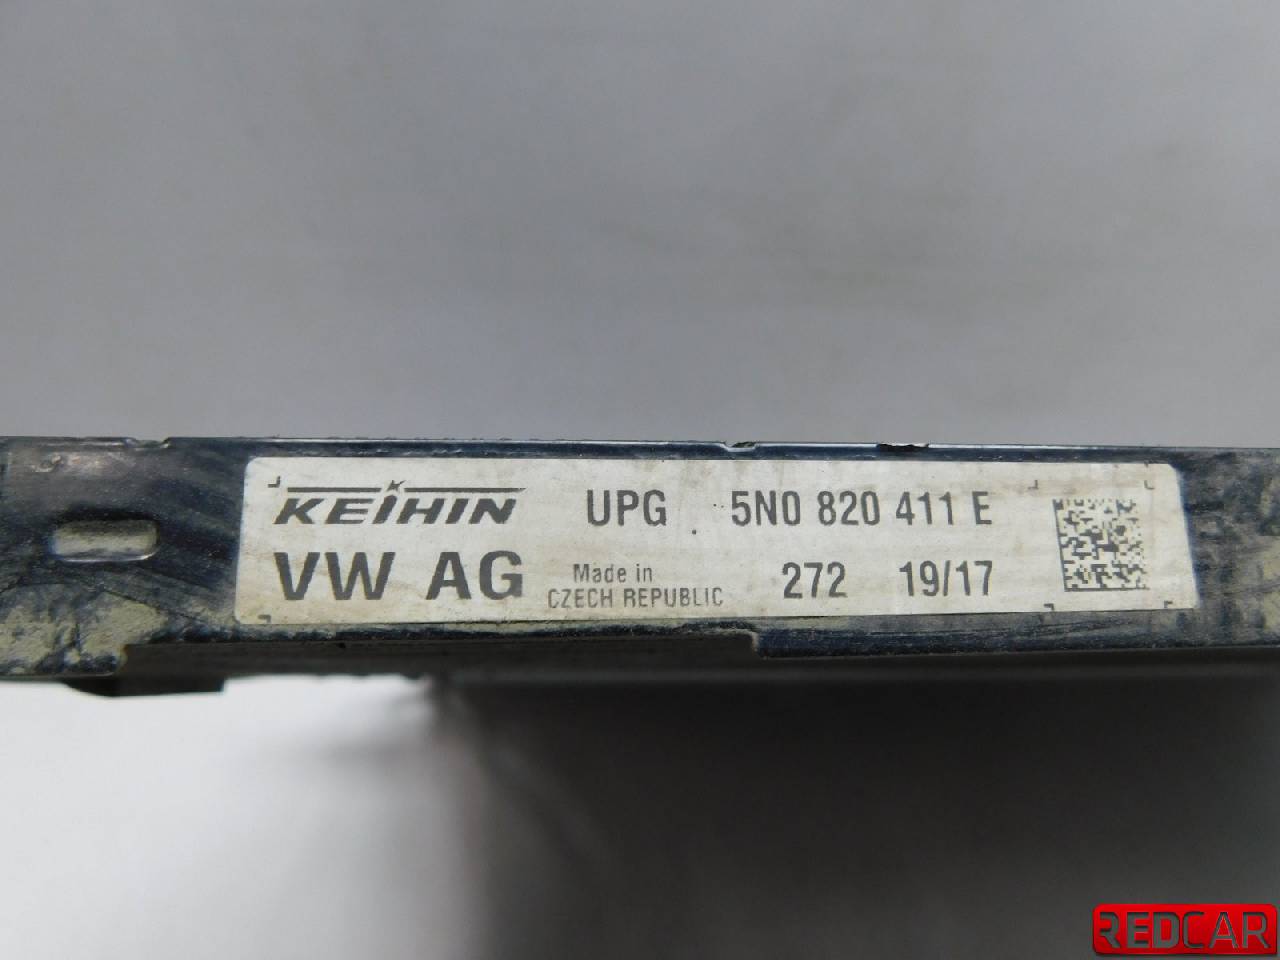 KEIHIN UPG 5N0 820 411 E
VW AG Made in CZECH REPUBLIC 272 19/17
REDCAR